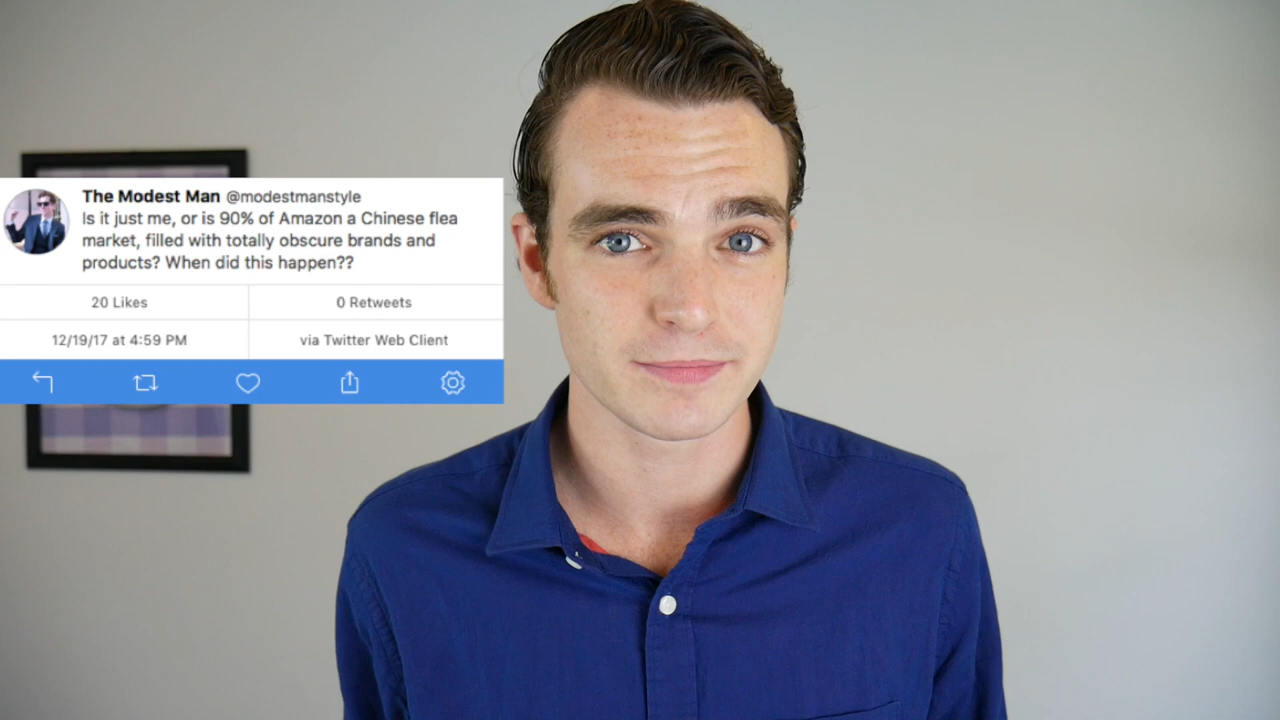 The Modest Man @modestmanstyle
Is it just me, or is 90% of Amazon a Chinese flea
market, filled with totally obscure brands and
products? When did this happen??
20 Likes
0 Retweets
12/19/17 at 4:59 PM
via Twitter Web Client